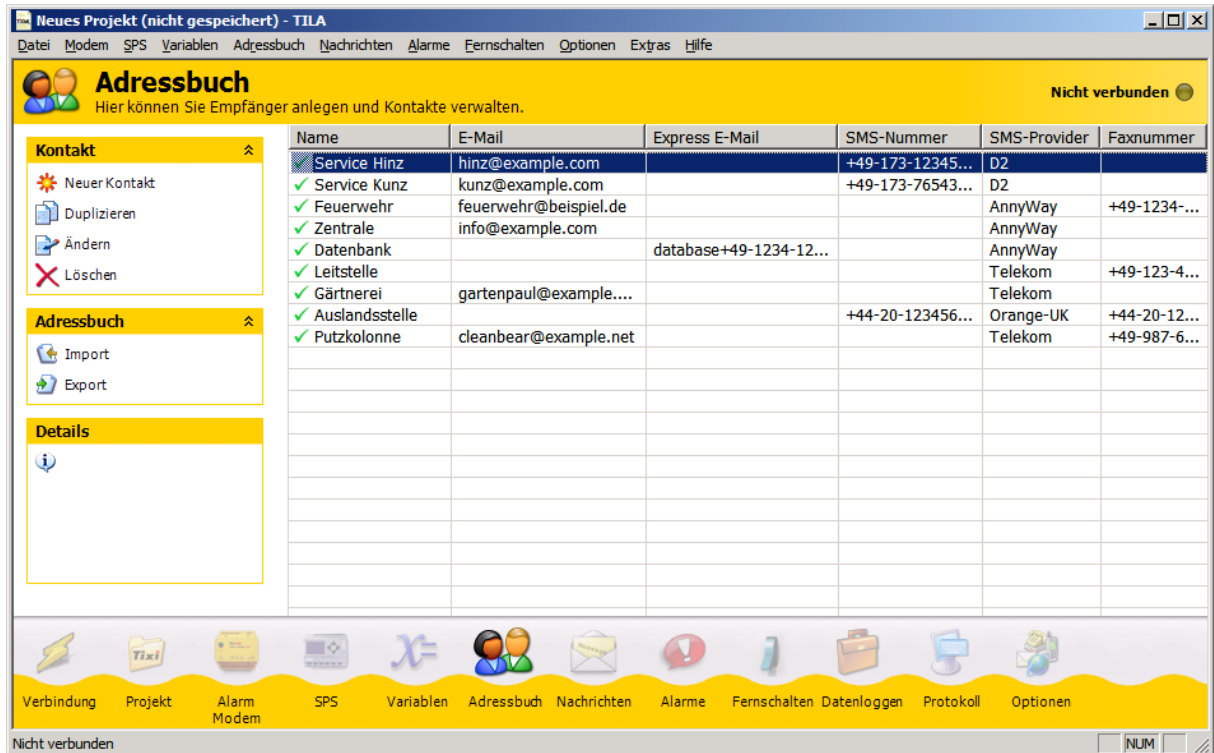 Neues Projekt (nicht gespeichert) - TILA
Datei Modem SPS Variablen Adressbuch Nachrichten Alarme Fernschalten Optionen Extras Hilfe
Adressbuch
Hier können Sie Empfänger anlegen und Kontakte verwalten.
Nicht verbunden
Kontakt
Neuer Kontakt
Duplizieren
Ändern
Löschen
Adressbuch
Import
Export
Details
Name E-Mail Express E-Mail SMS-Nummer SMS-Provider Faxnummer
Service Hinz hinz@example.com +49-173-12345... D2
Service Kunz kunz@example.com +49-173-76543... D2
Feuerwehr feuerwehr@beispiel.de AnnyWay +49-1234-...
Zentrale info@example.com AnnyWay
Datenbank database+49-1234-12... AnnyWay
Leitstelle Telekom +49-123-4...
Gärtnerei gartenpaul@example.... Telekom
Auslandsstelle +44-20-123456... Orange-UK +44-20-12...
Putzkolonne cleanbear@example.net Telekom +49-987-6...
Tixi
Verbindung Projekt Alarm Modem SPS Variablen Adressbuch Nachrichten Alarme Fernschalten Datenloggen Protokoll Optionen
Nicht verbunden NUM